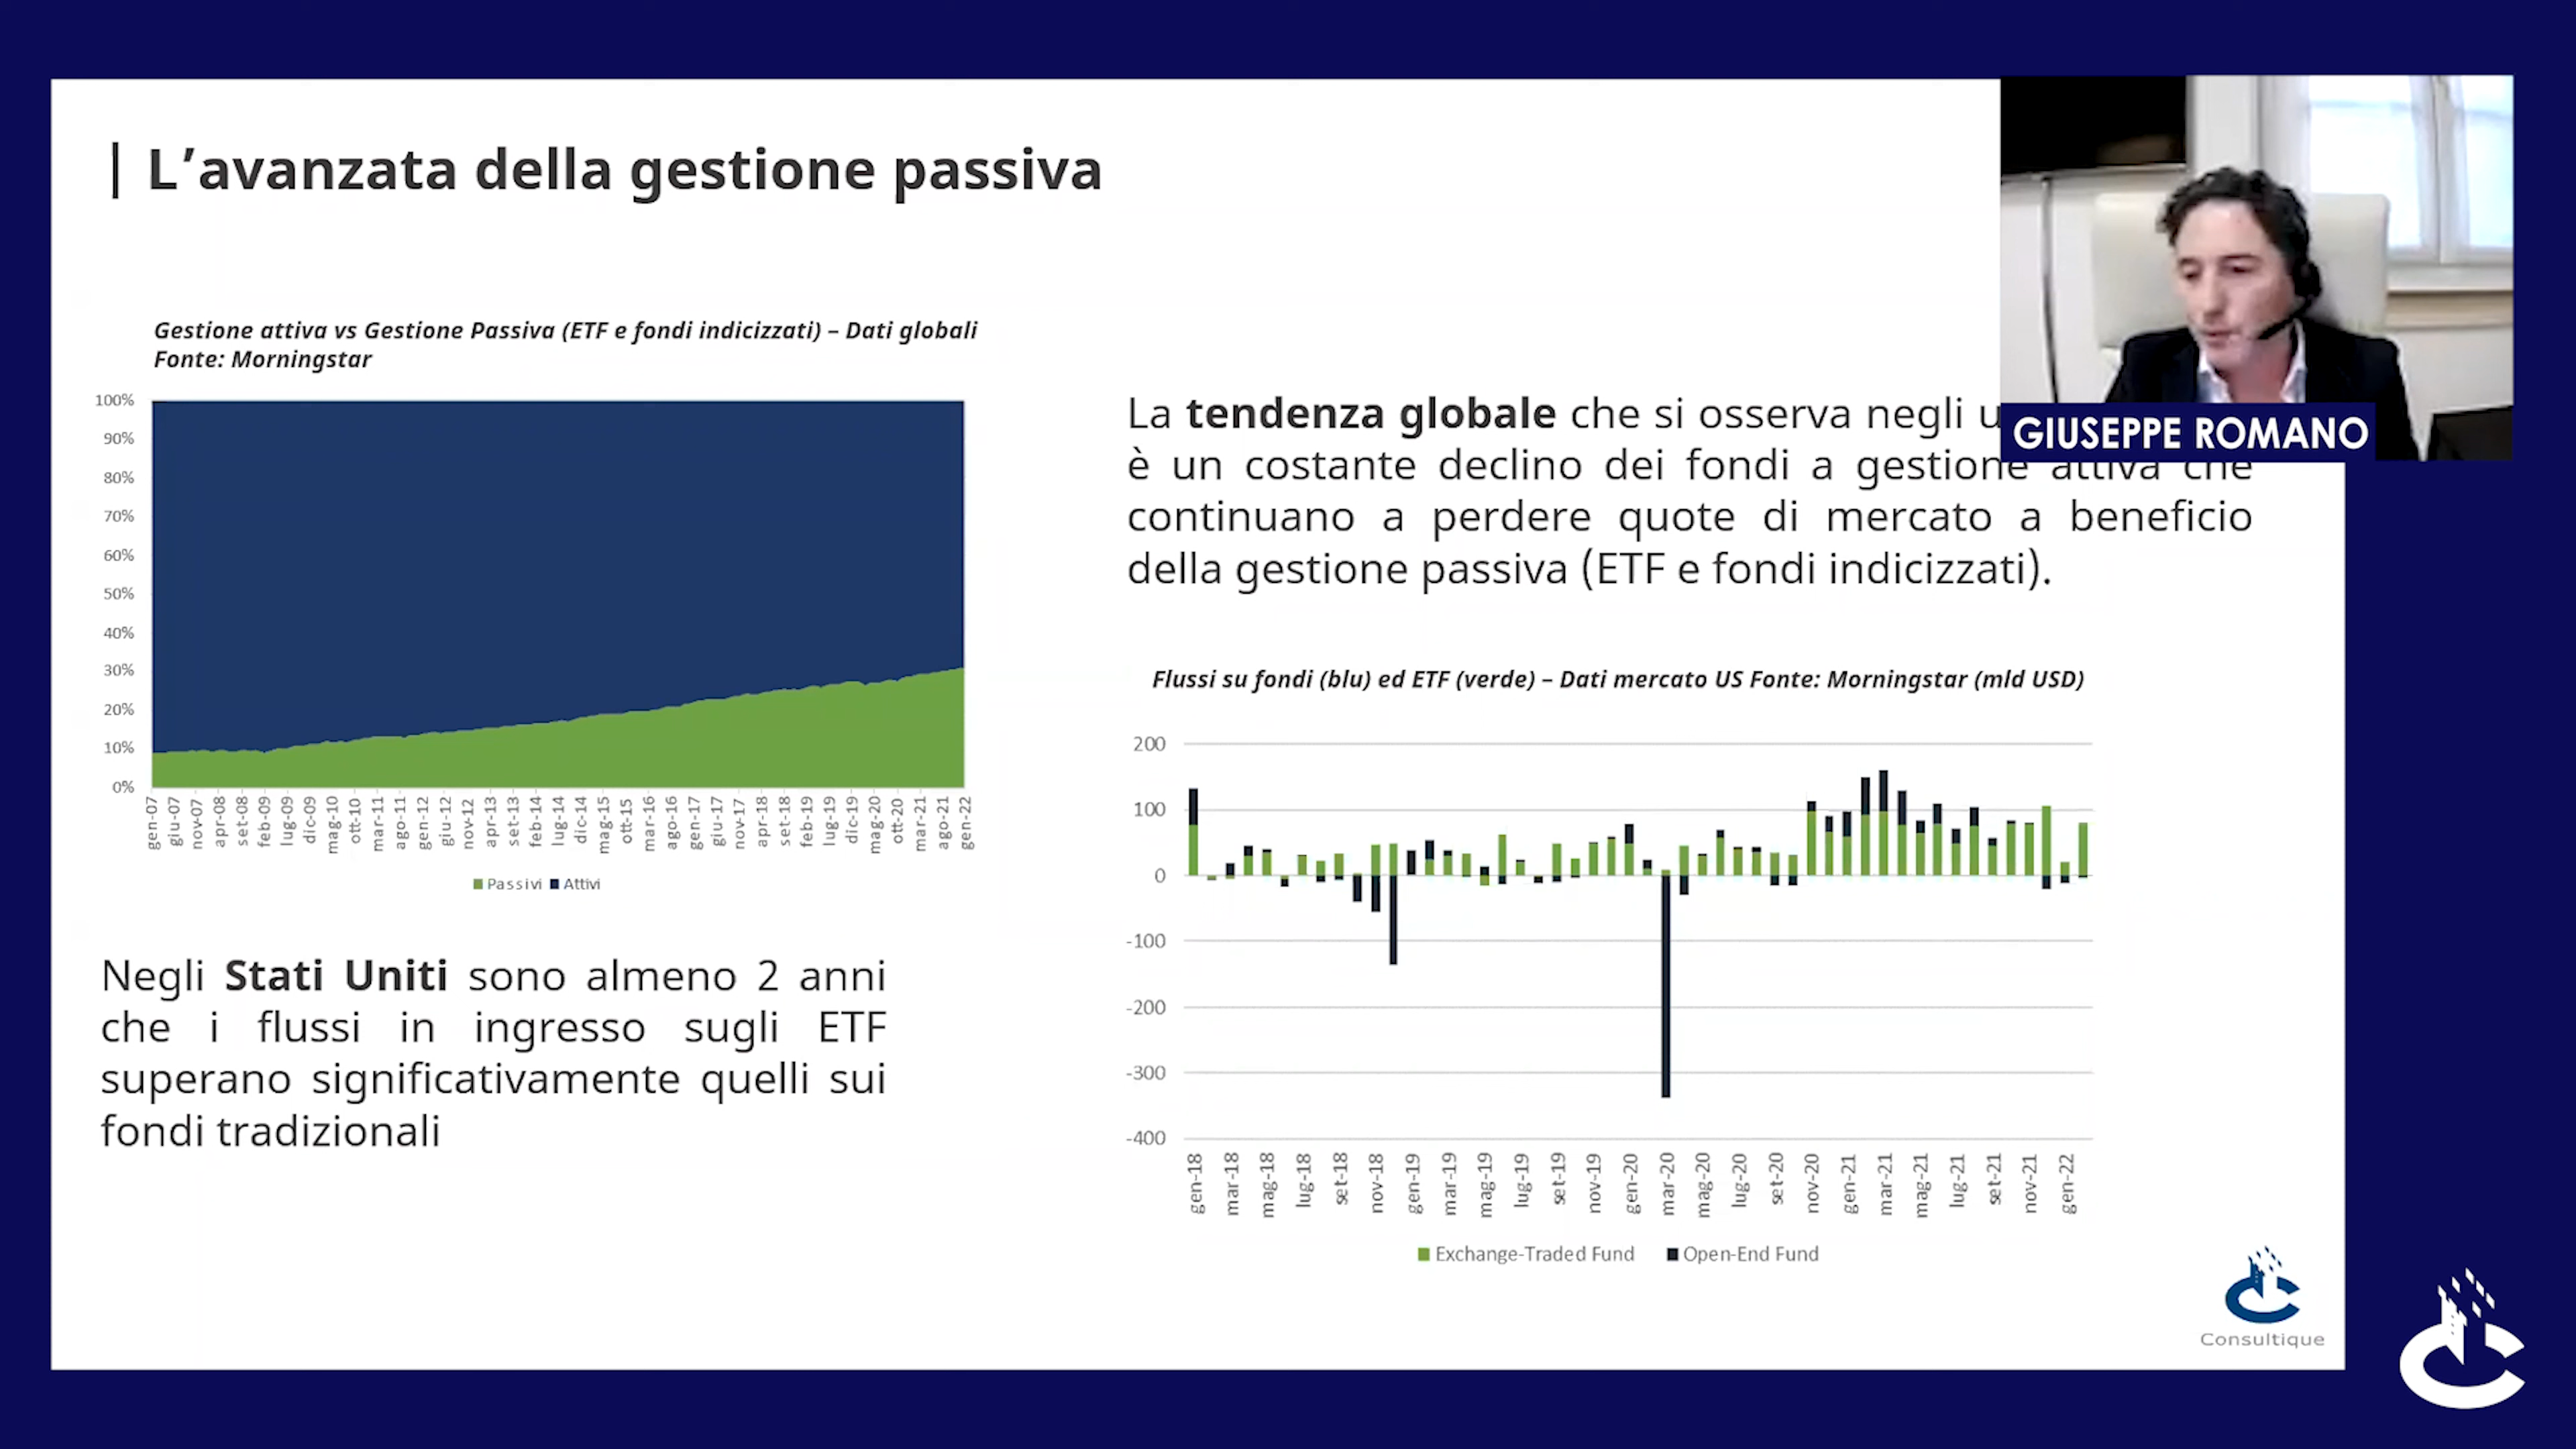 | L’avanzata della gestione passiva
Gestione attiva vs Gestione Passiva (ETF e fondi indicizzati) – Dati globali
Fonte: Morningstar
100%
90%
80%
70%
60%
50%
40%
30%
20%
10%
0%
gen-07
giu-07
nov-07
apr-08
set-08
feb-09
lug-09
dic-09
mag-10
ott-10
mar-11
ago-11
gen-12
giu-12
nov-12
apr-13
set-13
feb-14
lug-14
dic-14
mag-15
ott-15
mar-16
ago-16
gen-17
giu-17
nov-17
apr-18
set-18
feb-19
lug-19
dic-19
mag-20
ott-20
mar-21
ago-21
gen-22
Passivi Attivi
Negli Stati Uniti sono almeno 2 anni
che i flussi in ingresso sugli ETF
superano significativamente quelli sui
fondi tradizionali
GIUSEPPE ROMANO
La tendenza globale che si osserva negli
è un costante declino dei fondi a gestione attiva che
continuano a perdere quote di mercato a beneficio
della gestione passiva (ETF e fondi indicizzati).
Flussi su fondi (blu) ed ETF (verde) – Dati mercato US Fonte: Morningstar (mld USD)
200
100
0
-100
-200
-300
-400
gen-18
mar-18
mag-18
lug-18
set-18
nov-18
gen-19
mar-19
mag-19
lug-19
set-19
nov-19
gen-20
mar-20
mag-20
lug-20
set-20
nov-20
gen-21
mar-21
mag-21
lug-21
set-21
nov-21
gen-22
Exchange-Traded Fund Open-End Fund
Consultique